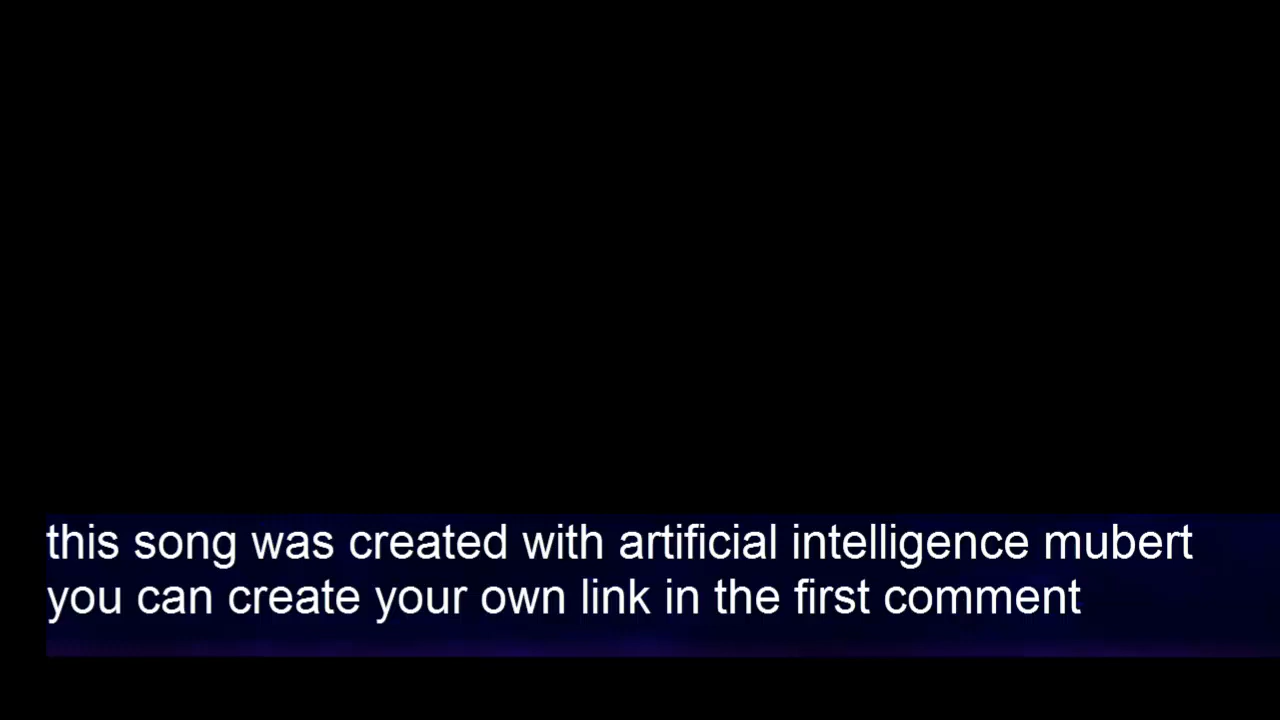 this song was created with artificial intelligence mubert
you can create your own link in the first comment